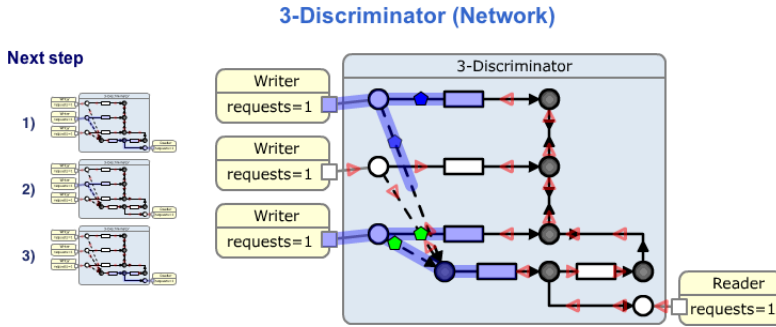 3-Discriminator (Network)
Next step
1)
2)
3)
3-Discriminator
Writer
requests=1
Writer
requests=1
Writer
requests=1
Reader
requests=1